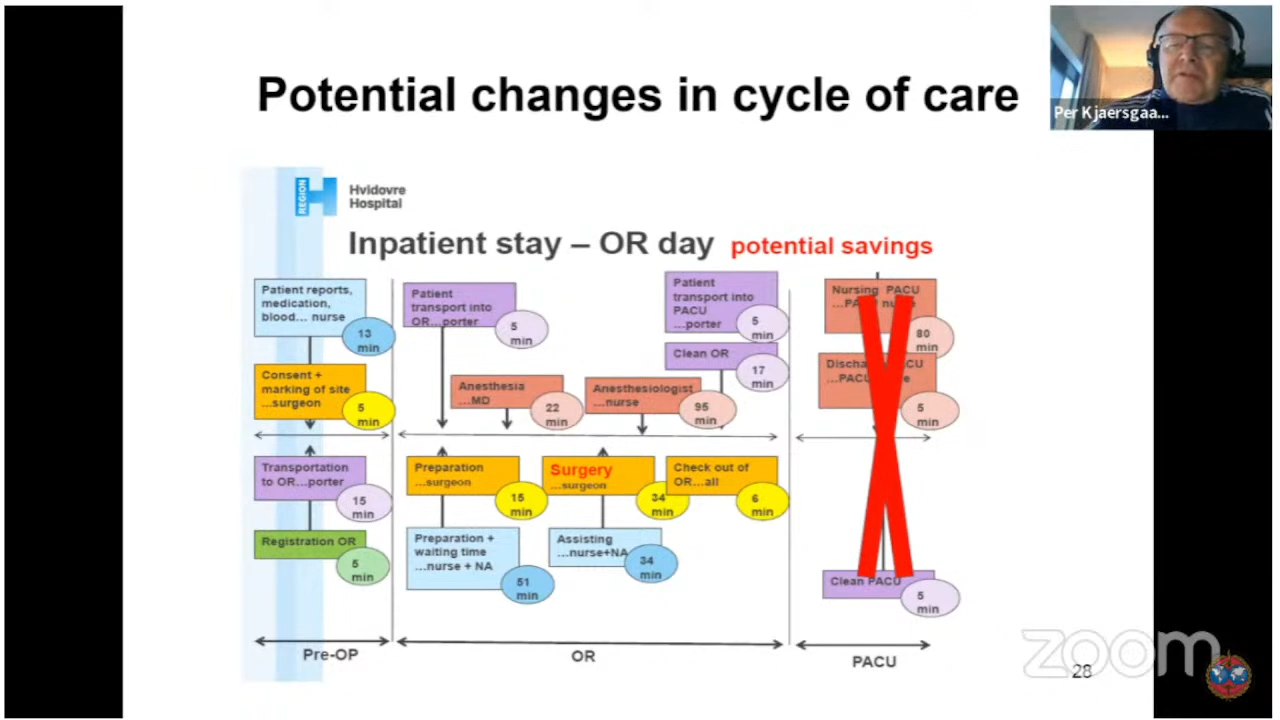 Potential changes in cycle of care
Per Kjaersgaa...
REGION
Hvidovre
Hospital
Inpatient stay – OR day potential savings
Patient reports,
medication,
blood... nurse
13
min
Consent +
marking of site
...surgeon
5
min
Transportation
to OR...porter
15
min
Registration OR
5
min
Patient
transport into
OR...porter
5
min
Anesthesia
...MD
22
min
Anesthesiologist
...nurse
95
min
Patient
transport into
PACU
...porter
5
min
Clean OR
17
min
Preparation
...surgeon
15
min
Surgery
...surgeon
34
min
Check out of
OR...all
6
min
Preparation +
waiting time
...nurse + NA
51
min
Assisting
...nurse+NA
34
min
Nursing PACU
80
min
PACU
5
min
Clean PACU
5
min
Pre-OP
OR
PACU
zoom
28